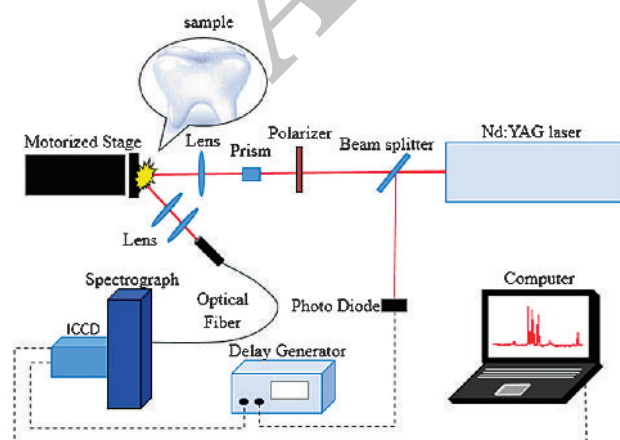 sample
Motorized Stage
Lens
Prism
Polarizer
Beam splitter
Nd:YAG laser
Lens
Spectrograph
Optical
Fiber
Photo Diode
Computer
ICCD
Delay Generator